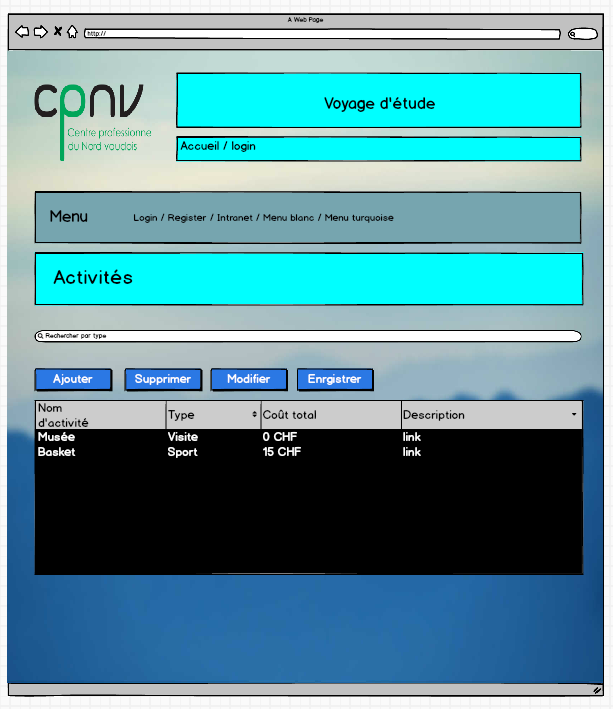 A Web Page
http://
cpnv
Centre professionne
du Nord vaudois
Voyage d'étude
Accueil / login
Menu
Login / Register / Intranet / Menu blanc / Menu turquoise
Activités
Rechercher par type
Ajouter Supprimer Modifier Enrgistrer
Nom d'activité Type Coût total Description
Musée Visite 0 CHF link
Basket Sport 15 CHF link